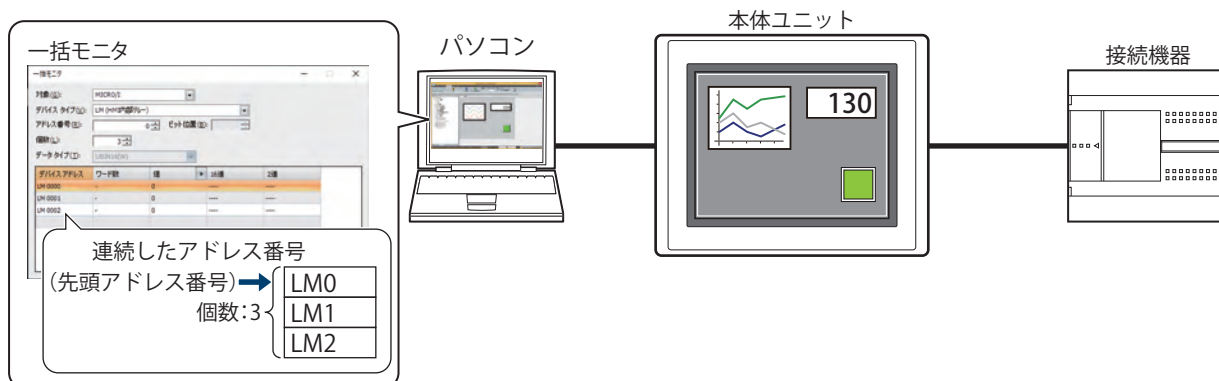 本体ユニット
パソコン
接続機器
一括モニタ
一括モニタ
対象(G): MICRO/I
デバイス タイプ(V): LM (HMI内部リレー)
アドレス番号(R): 0 ビット位置(B):
個数(L): 3
データ タイプ(T):
デバイス アドレス ワード数 値 16進 2進
LM 0000 - 0 ---- ----
LM 0001 - 0 ---- ----
LM 0002 - 0 ---- ----
連続したアドレス番号
(先頭アドレス番号) LM0
個数:3 LM1
LM2
130